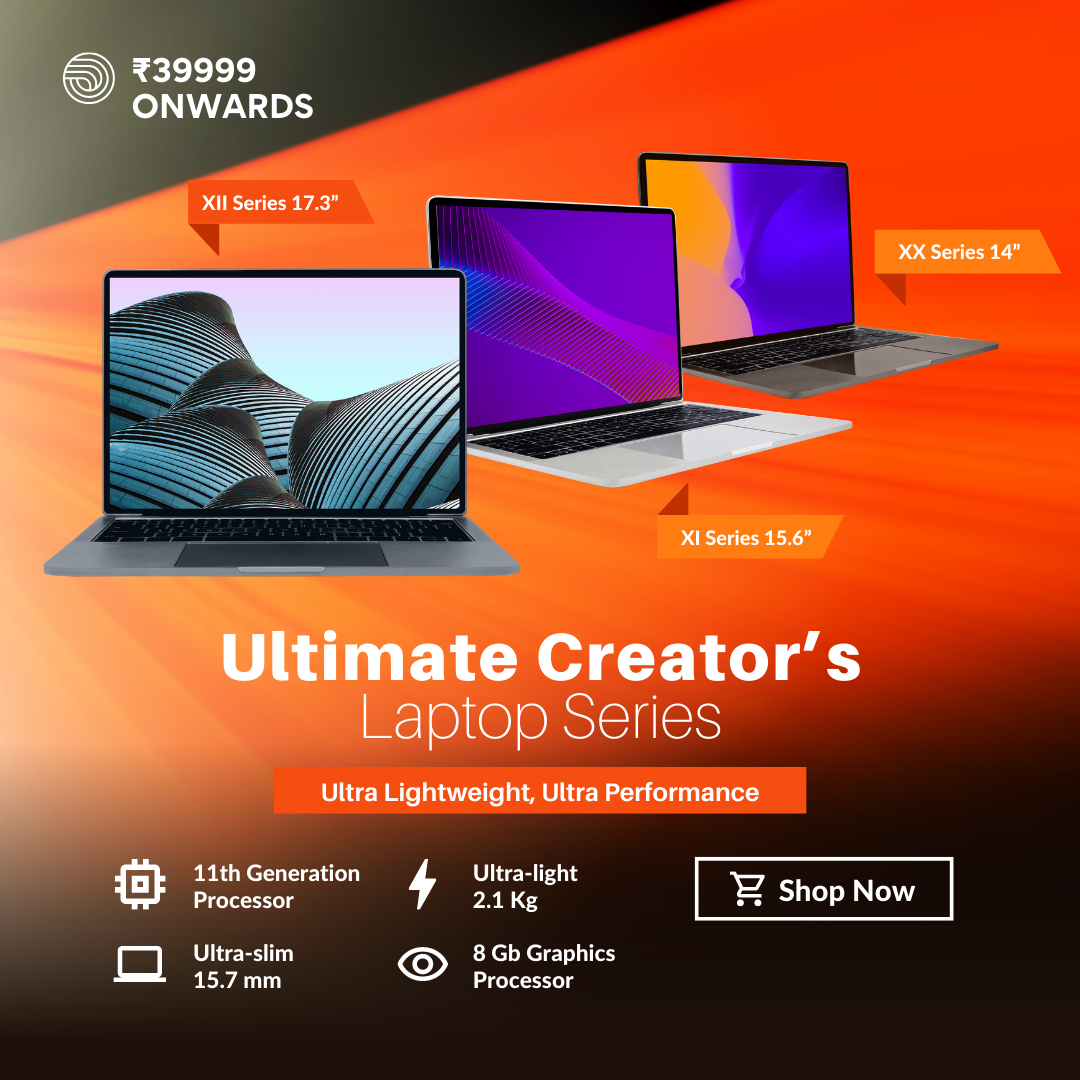 ₹39999
ONWARDS
XII Series 17.3”
XX Series 14”
XI Series 15.6”
Ultimate Creator’s
Laptop Series
Ultra Lightweight, Ultra Performance
11th Generation
Processor
Ultra-light
2.1 Kg
Shop Now
Ultra-slim
15.7 mm
8 Gb Graphics
Processor